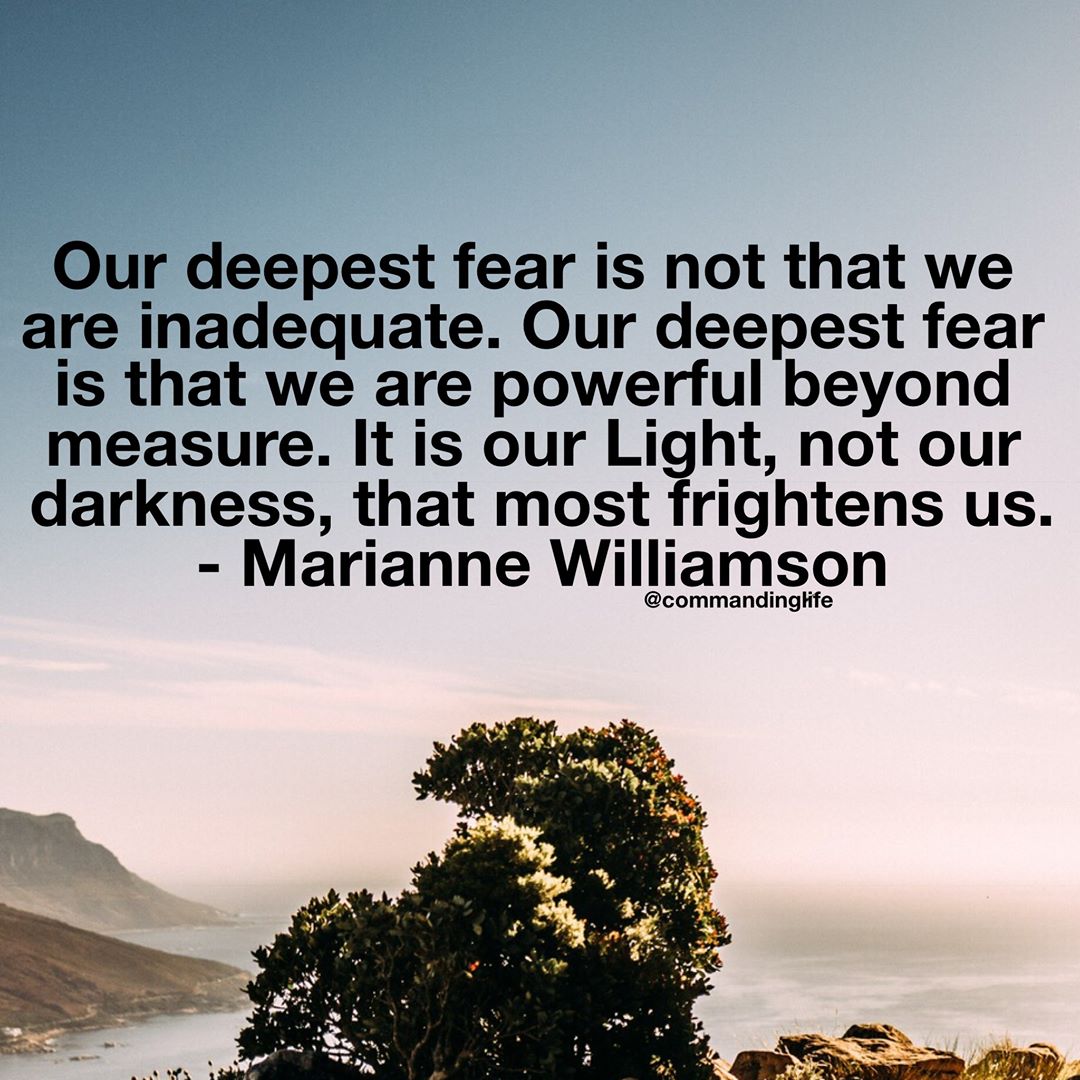 Our deepest fear is not that we
are inadequate. Our deepest fear
is that we are powerful beyond
measure. It is our Light, not our
darkness, that most frightens us.
- Marianne Williamson
@commandinglife